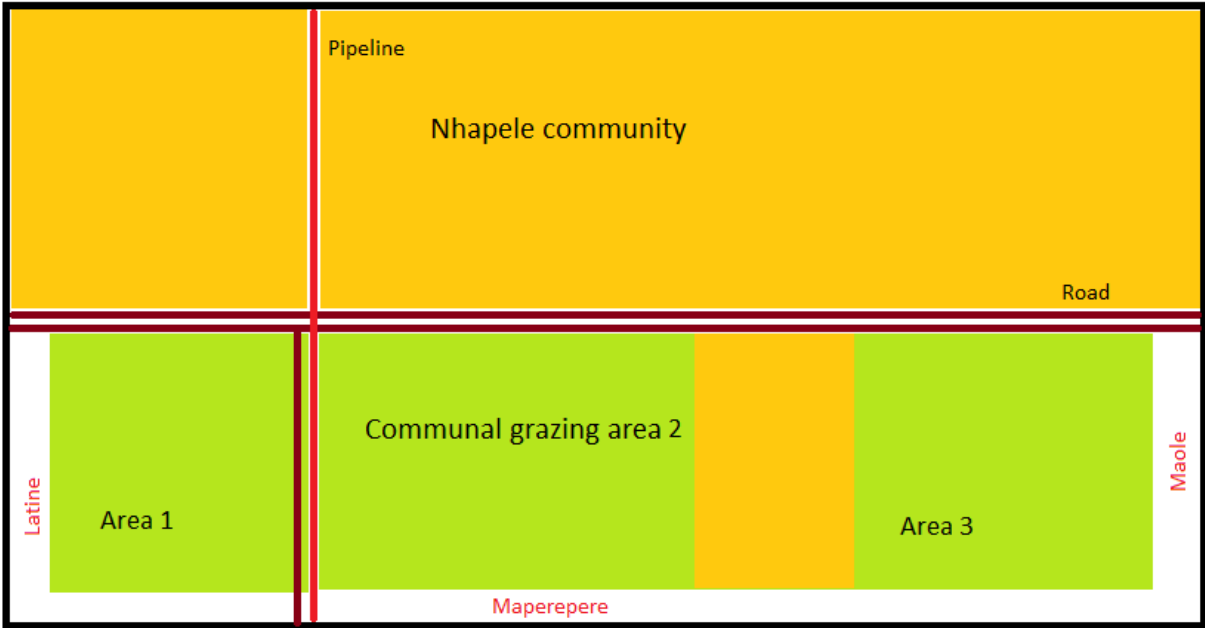 Pipeline
Nhapele community
Road
Communal grazing area 2
Latine
Area 1
Area 3
Maole
Maperepere